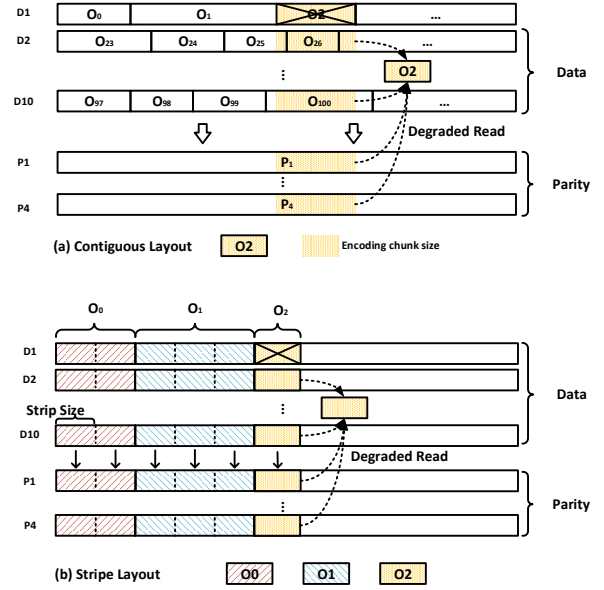 D1 O0 O1 O2 ...
D2 O23 O24 O25 O26 ...
⋮ O2 Data
D10 O97 O98 O99 O100 ...
Degraded Read
P1 P1
⋮ Parity
P4 P4
(a) Contiguous Layout O2 Encoding chunk size
O0 O1 O2
D1
D2
⋮ Data
Strip Size
D10
Degraded Read
P1
⋮ Parity
P4
(b) Stripe Layout O0 O1 O2